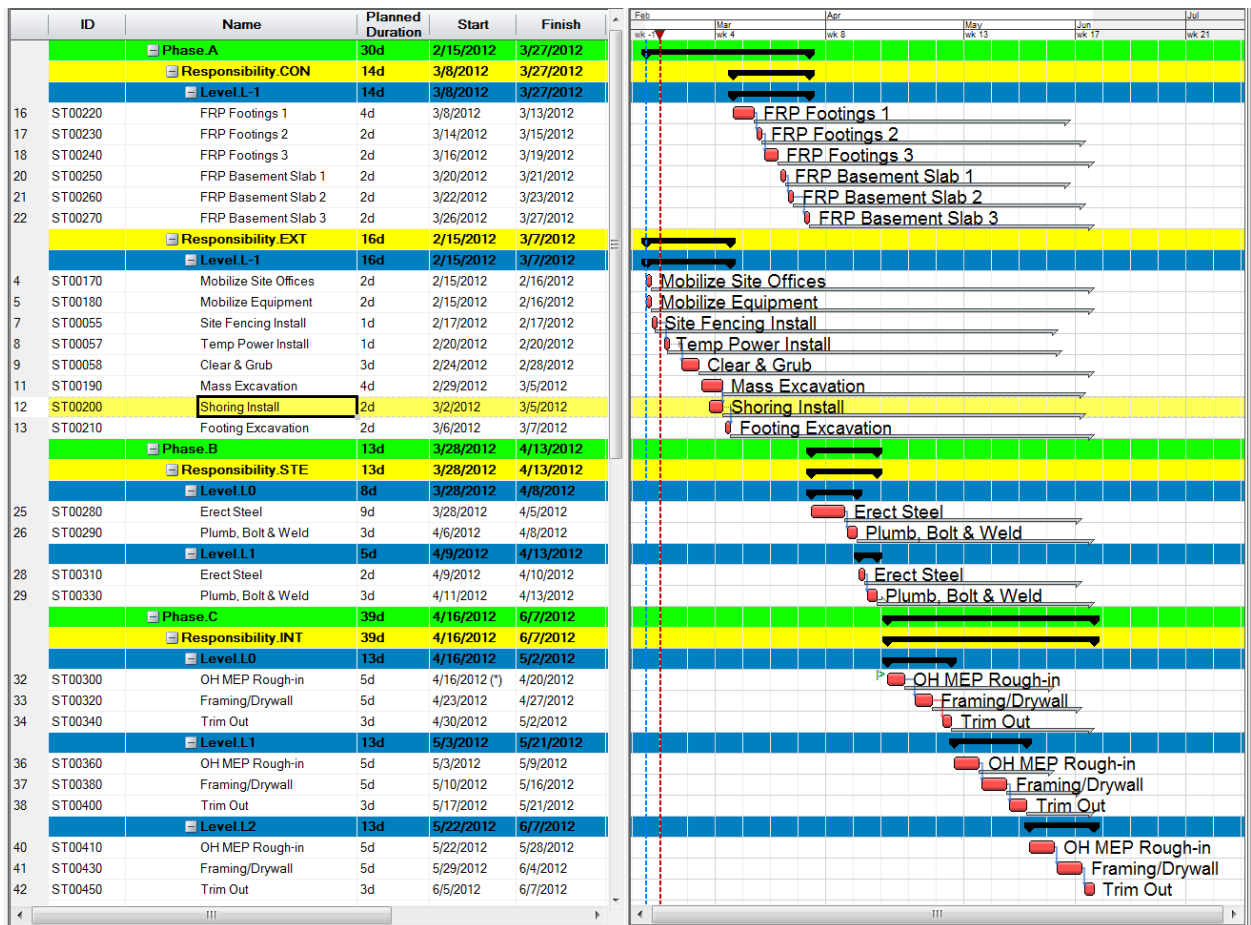 ID Name Planned Duration Start Finish
Feb Mar Apr May Jun Jul
wk -1 wk 4 wk 8 wk 13 wk 17 wk 21
Phase.A 30d 2/15/2012 3/27/2012
Responsibility.CON 14d 3/8/2012 3/27/2012
Level.L-1 14d 3/8/2012 3/27/2012
16 ST00220 FRP Footings 1 4d 3/8/2012 3/13/2012 FRP Footings 1
17 ST00230 FRP Footings 2 2d 3/14/2012 3/15/2012 FRP Footings 2
18 ST00240 FRP Footings 3 2d 3/16/2012 3/19/2012 FRP Footings 3
20 ST00250 FRP Basement Slab 1 2d 3/20/2012 3/21/2012 FRP Basement Slab 1
21 ST00260 FRP Basement Slab 2 2d 3/22/2012 3/23/2012 FRP Basement Slab 2
22 ST00270 FRP Basement Slab 3 2d 3/26/2012 3/27/2012 FRP Basement Slab 3
Responsibility.EXT 16d 2/15/2012 3/7/2012
Level.L-1 16d 2/15/2012 3/7/2012
4 ST00170 Mobilize Site Offices 2d 2/15/2012 2/16/2012 Mobilize Site Offices
5 ST00180 Mobilize Equipment 2d 2/15/2012 2/16/2012 Mobilize Equipment
7 ST00055 Site Fencing Install 1d 2/17/2012 2/17/2012 Site Fencing Install
8 ST00057 Temp Power Install 1d 2/20/2012 2/20/2012 Temp Power Install
9 ST00058 Clear & Grub 3d 2/24/2012 2/28/2012 Clear & Grub
11 ST00190 Mass Excavation 4d 2/29/2012 3/5/2012 Mass Excavation
12 ST00200 Shoring Install 2d 3/2/2012 3/5/2012 Shoring Install
13 ST00210 Footing Excavation 2d 3/6/2012 3/7/2012 Footing Excavation
Phase.B 13d 3/28/2012 4/13/2012
Responsibility.STE 13d 3/28/2012 4/13/2012
Level.L0 8d 3/28/2012 4/8/2012
25 ST00280 Erect Steel 9d 3/28/2012 4/5/2012 Erect Steel
26 ST00290 Plumb, Bolt & Weld 3d 4/6/2012 4/8/2012 Plumb, Bolt & Weld
Level.L1 5d 4/9/2012 4/13/2012
28 ST00310 Erect Steel 2d 4/9/2012 4/10/2012 Erect Steel
29 ST00330 Plumb, Bolt & Weld 3d 4/11/2012 4/13/2012 Plumb, Bolt & Weld
Phase.C 39d 4/16/2012 6/7/2012
Responsibility.INT 39d 4/16/2012 6/7/2012
Level.L0 13d 4/16/2012 5/2/2012
32 ST00300 OH MEP Rough-in 5d 4/16/2012 (*) 4/20/2012 OH MEP Rough-in
33 ST00320 Framing/Drywall 5d 4/23/2012 4/27/2012 Framing/Drywall
34 ST00340 Trim Out 3d 4/30/2012 5/2/2012 Trim Out
Level.L1 13d 5/3/2012 5/21/2012
36 ST00360 OH MEP Rough-in 5d 5/3/2012 5/9/2012 OH MEP Rough-in
37 ST00380 Framing/Drywall 5d 5/10/2012 5/16/2012 Framing/Drywall
38 ST00400 Trim Out 3d 5/17/2012 5/21/2012 Trim Out
Level.L2 13d 5/22/2012 6/7/2012
40 ST00410 OH MEP Rough-in 5d 5/22/2012 5/28/2012 OH MEP Rough-in
41 ST00430 Framing/Drywall 5d 5/29/2012 6/4/2012 Framing/Drywall
42 ST00450 Trim Out 3d 6/5/2012 6/7/2012 Trim Out